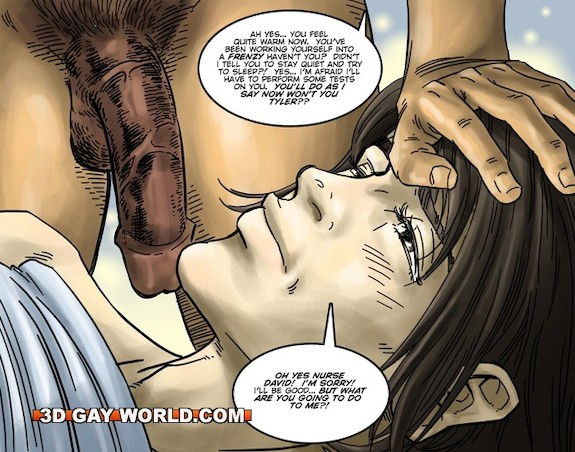 AH YES... YOU FEEL
QUITE WARM NOW. YOU'VE
BEEN WORKING YOURSELF INTO
A FRENZY HAVEN'T YOU? DIDN'T
I TELL YOU TO STAY QUIET AND TRY
TO SLEEP?! YES... I'M AFRAID I'LL
HAVE TO PERFORM SOME TESTS
ON YOU. YOU'LL DO AS I
SAY NOW WON'T YOU
TYLER??
OH YES NURSE
DAVID! I'M SORRY!
I'LL BE GOOD... BUT WHAT
ARE YOU GOING TO DO
TO ME?!
3D GAY WORLD.COM